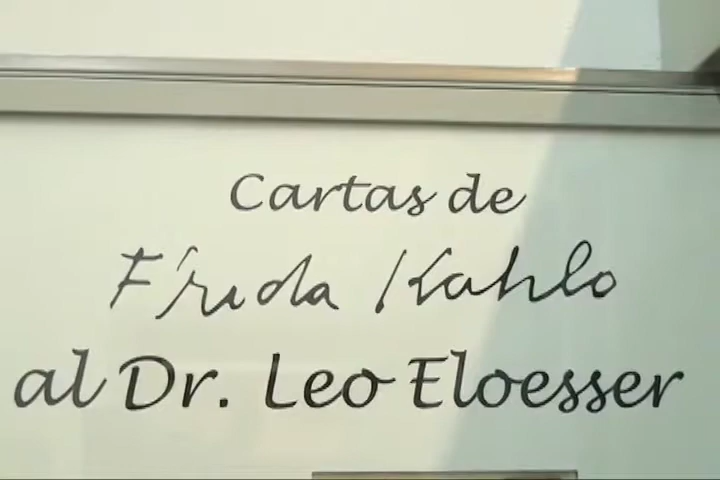 Cartas de
Frida Kahlo
al Dr. Leo Eloesser